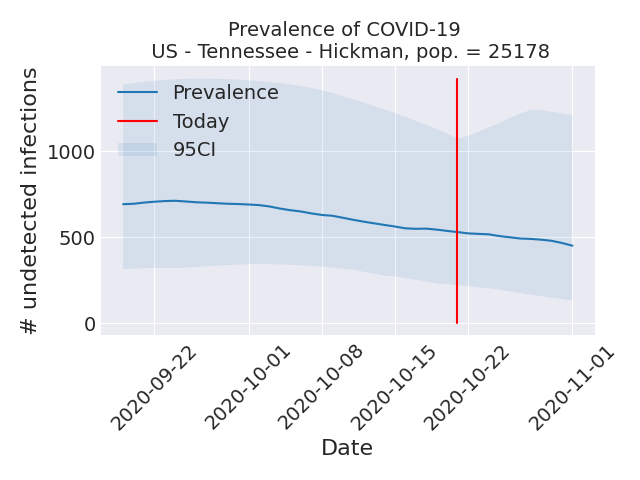 Prevalence of COVID-19
US - Tennessee - Hickman, pop. = 25178
# undetected infections
1000
500
0
Prevalence
Today
95CI
2020-09-22
2020-10-01
2020-10-08
2020-10-15
2020-10-22
2020-11-01
Date